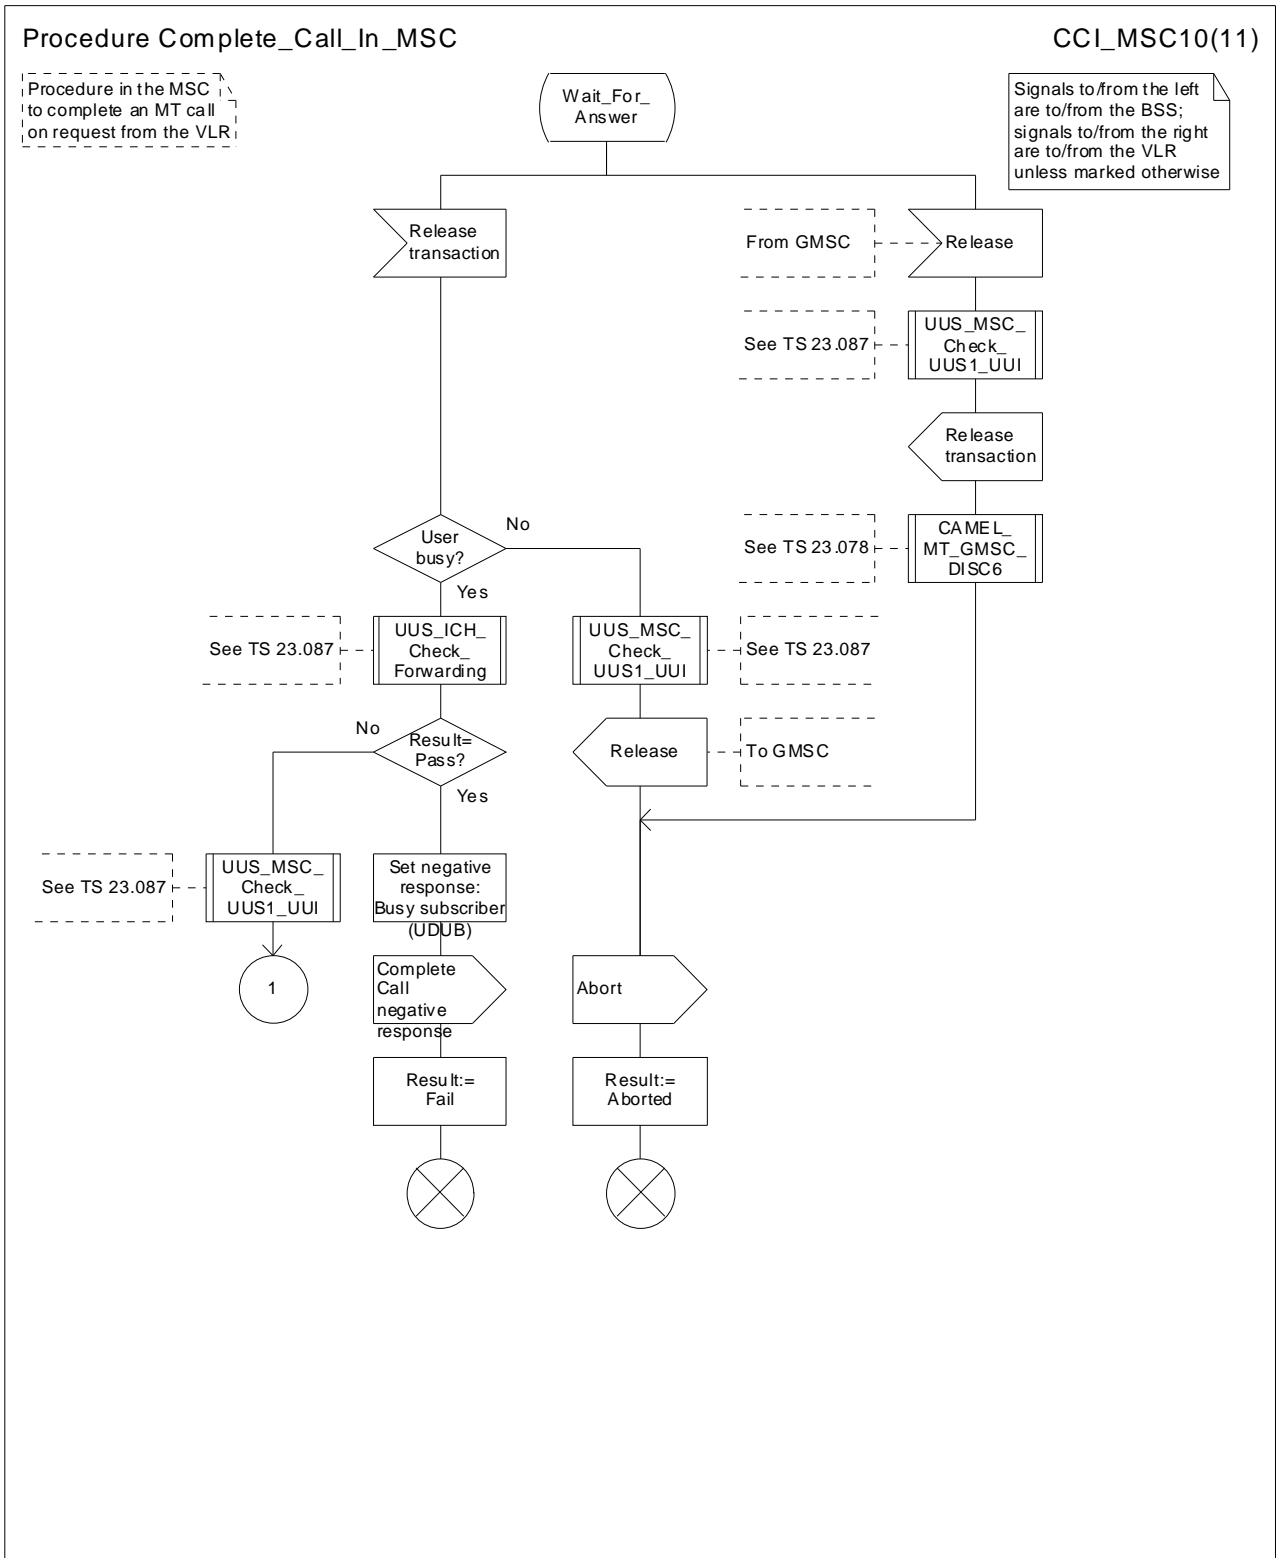 Procedure Complete_Call_In_MSC
CCI_MSC10(11)
Procedure in the MSC
to complete an MT call
on request from the VLR
Wait_For_
Answer
Signals to/from the left
are to/from the BSS;
signals to/from the right
are to/from the VLR
unless marked otherwise
Release
transaction
From GMSC
Release
See TS 23.087
UUS_MSC_
Check_
UUS1_UUI
Release
transaction
User
busy?
No
Yes
See TS 23.078
CAMEL_
MT_GMSC_
DISC6
See TS 23.087
UUS_ICH_
Check_
Forwarding
UUS_MSC_
Check_
UUS1_UUI
See TS 23.087
No
Result=
Pass?
Yes
Release
To GMSC
See TS 23.087
UUS_MSC_
Check_
UUS1_UUI
Set negative
response:
Busy subscriber
(UDUB)
1
Complete
Call
negative
response
Abort
Result:=
Fail
Result:=
Aborted